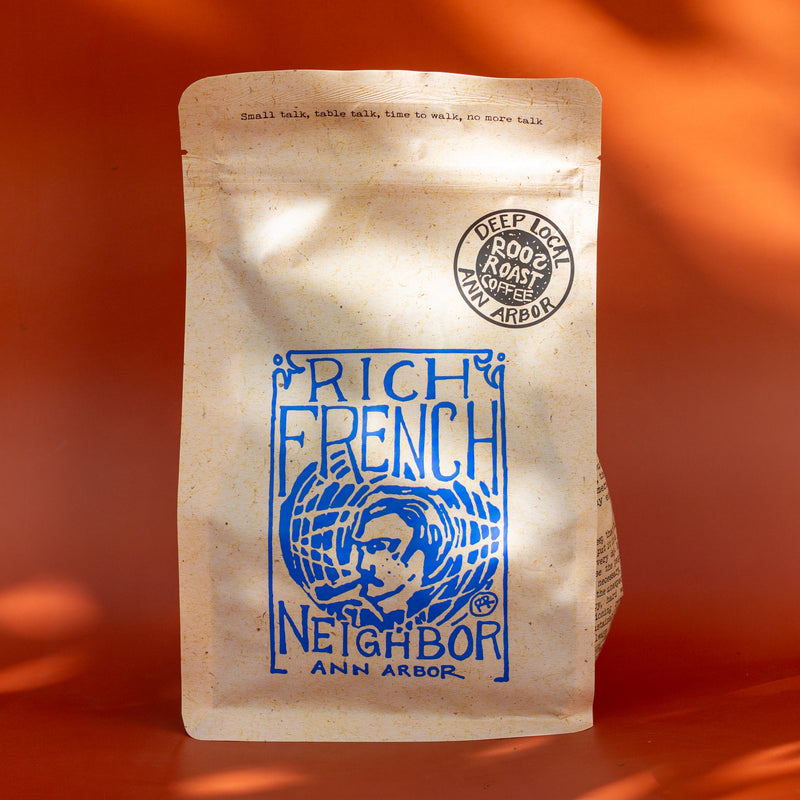 Small talk, table talk, time to walk, no more talk
DEEP LOCAL
ROOS
ROAST
COFFEE
ANN ARBOR
RICH
FRENCH
NEIGHBOR
ANN ARBOR